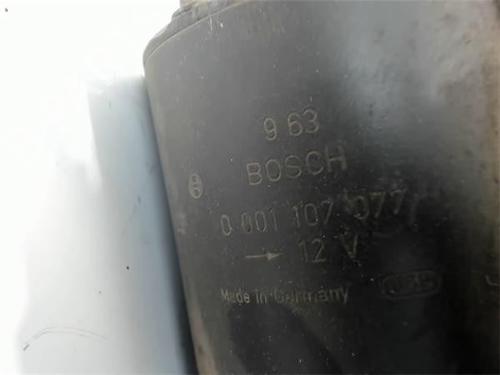 9 63
BOSCH
0 001 107 077
→ 12 V
Made in Germany